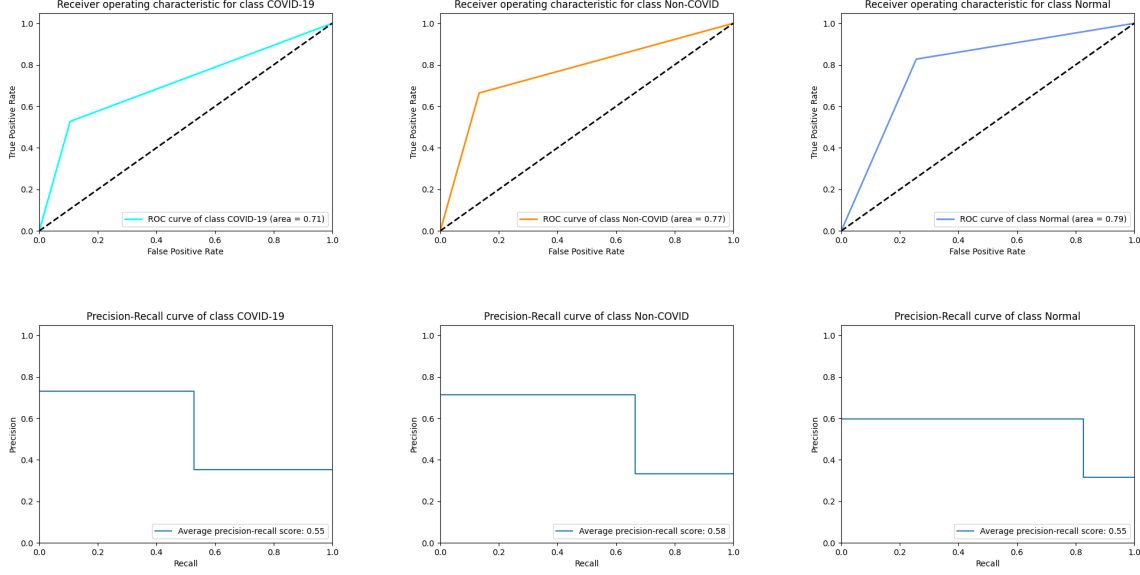 Receiver operating characteristic for class COVID-19
1.0
0.8
0.6
0.4
0.2
0.0
True Positive Rate
ROC curve of class COVID-19 (area = 0.71)
0.0 0.2 0.4 0.6 0.8 1.0
False Positive Rate
Receiver operating characteristic for class Non-COVID
1.0
0.8
0.6
0.4
0.2
0.0
True Positive Rate
ROC curve of class Non-COVID (area = 0.77)
0.0 0.2 0.4 0.6 0.8 1.0
False Positive Rate
Receiver operating characteristic for class Normal
1.0
0.8
0.6
0.4
0.2
0.0
True Positive Rate
ROC curve of class Normal (area = 0.79)
0.0 0.2 0.4 0.6 0.8 1.0
False Positive Rate
Precision-Recall curve of class COVID-19
1.0
0.8
0.6
0.4
0.2
0.0
Precision
Average precision-recall score: 0.55
0.0 0.2 0.4 0.6 0.8 1.0
Recall
Precision-Recall curve of class Non-COVID
1.0
0.8
0.6
0.4
0.2
0.0
Precision
Average precision-recall score: 0.58
0.0 0.2 0.4 0.6 0.8 1.0
Recall
Precision-Recall curve of class Normal
1.0
0.8
0.6
0.4
0.2
0.0
Precision
Average precision-recall score: 0.55
0.0 0.2 0.4 0.6 0.8 1.0
Recall